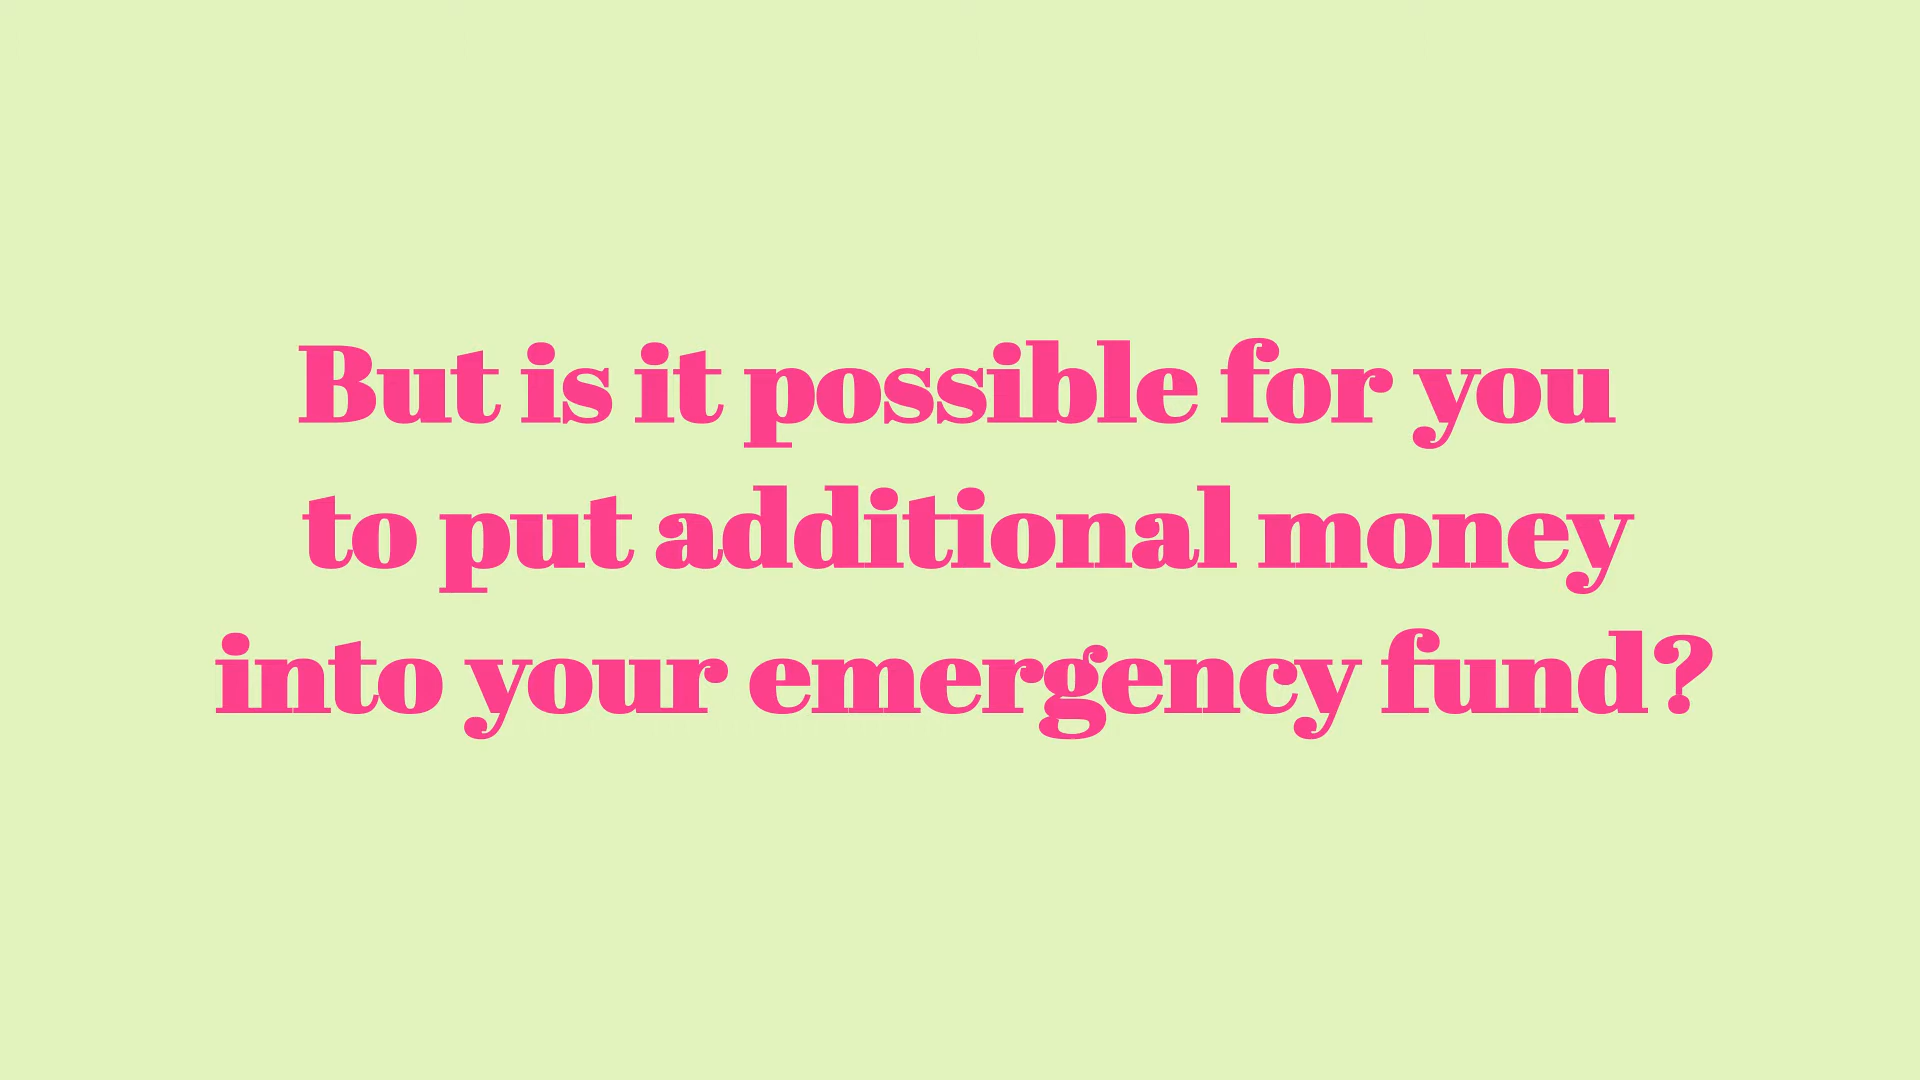 But is it possible for you
to put additional money
into your emergency fund?